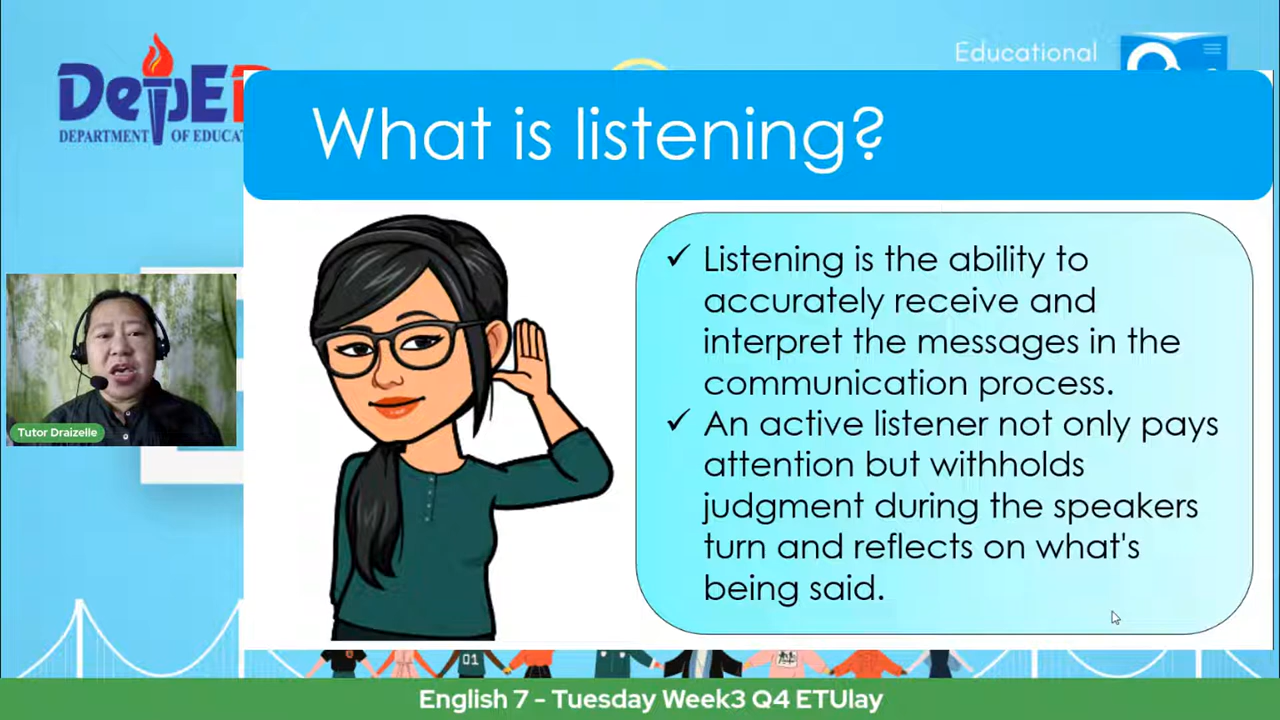 Educational
DepED
DEPARTMENT OF EDUCAT
What is listening?
✓ Listening is the ability to
accurately receive and
interpret the messages in the
communication process.
✓ An active listener not only pays
attention but withholds
judgment during the speakers
turn and reflects on what's
being said.
Tutor Draizelle
01
English 7 - Tuesday Week3 Q4 ETUlay